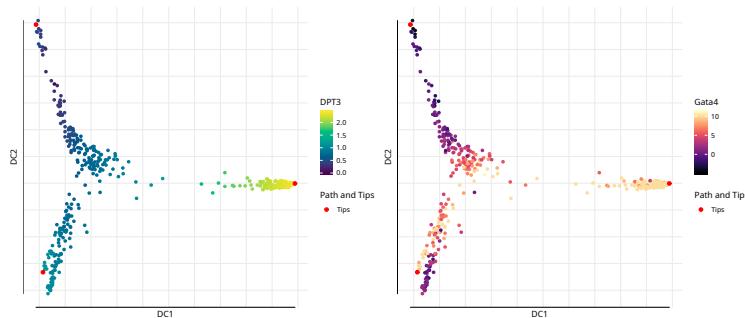 DC2
DC1
DPT3
2.0
1.5
1.0
0.5
0.0
Path and Tips
Tips
DC2
DC1
Gata4
10
5
0
Path and Tip
Tips